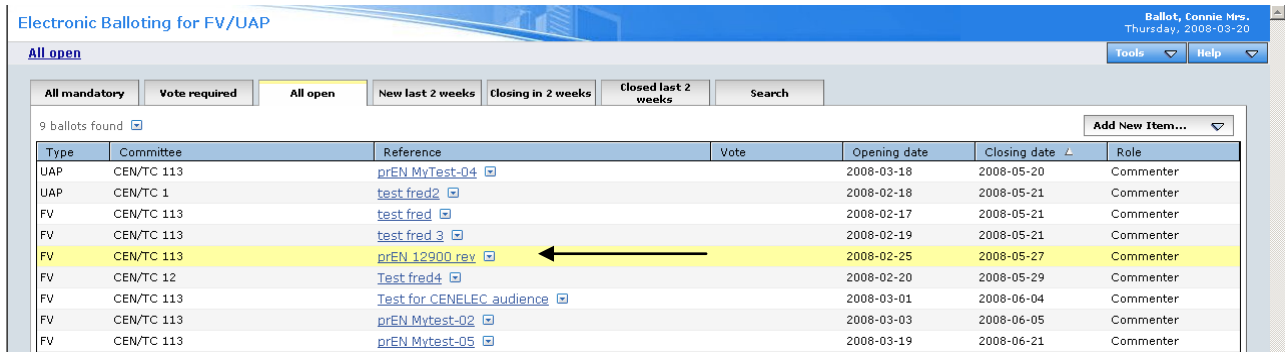 Electronic Balloting for FV/UAP
Ballot, Connie Mrs.
Thursday, 2008-03-20
All open
Tools Help
All mandatory Vote required All open New last 2 weeks Closing in 2 weeks Closed last 2 weeks Search
9 ballots found Add New Item...
Type Committee Reference Vote Opening date Closing date Role
UAP CEN/TC 113 prEN MyTest-04 2008-03-18 2008-05-20 Commenter
UAP CEN/TC 1 test fred2 2008-02-18 2008-05-21 Commenter
FV CEN/TC 113 test fred 2008-02-17 2008-05-21 Commenter
FV CEN/TC 113 test fred 3 2008-02-19 2008-05-21 Commenter
FV CEN/TC 113 prEN 12900 rev 2008-02-25 2008-05-27 Commenter
FV CEN/TC 12 Test fred4 2008-02-20 2008-05-29 Commenter
FV CEN/TC 113 Test for CENELEC audience 2008-03-01 2008-06-04 Commenter
FV CEN/TC 113 prEN Mytest-02 2008-03-03 2008-06-05 Commenter
FV CEN/TC 113 prEN Mytest-05 2008-03-19 2008-06-21 Commenter